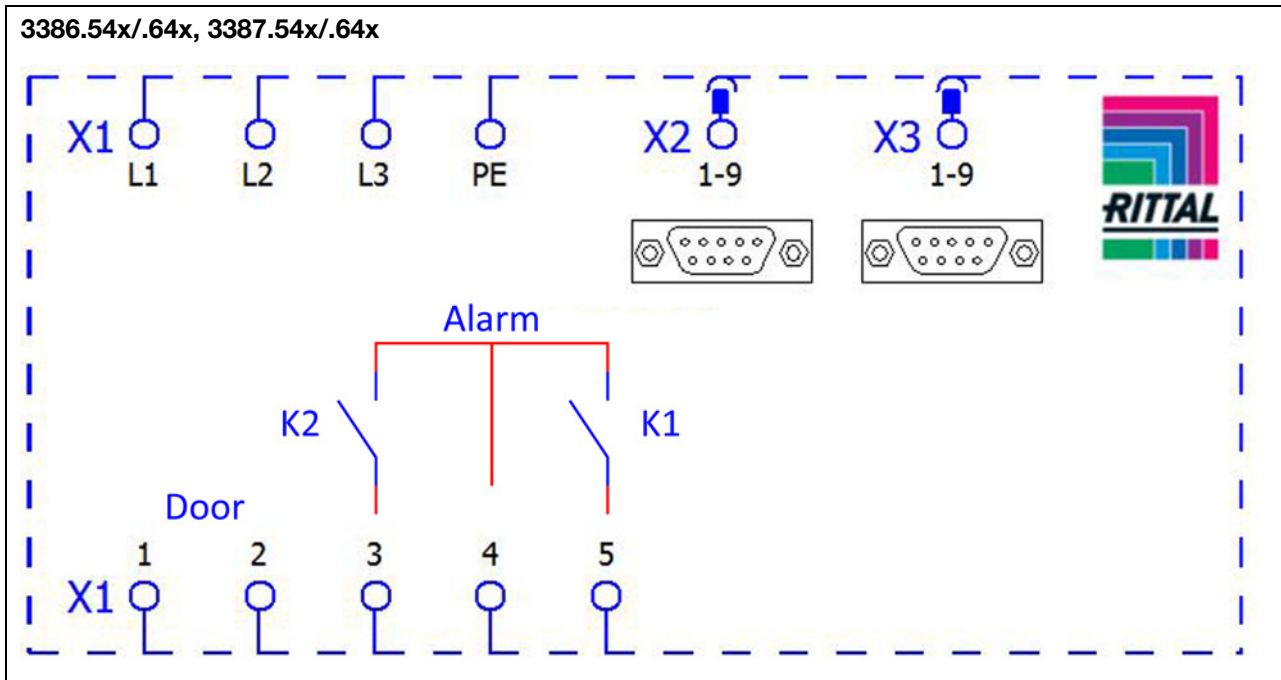 3386.54x/.64x, 3387.54x/.64x
X1 X2 X3
L1 L2 L3 PE 1-9 1-9
RITTAL
Alarm
K2 K1
Door
1 2 3 4 5
X1